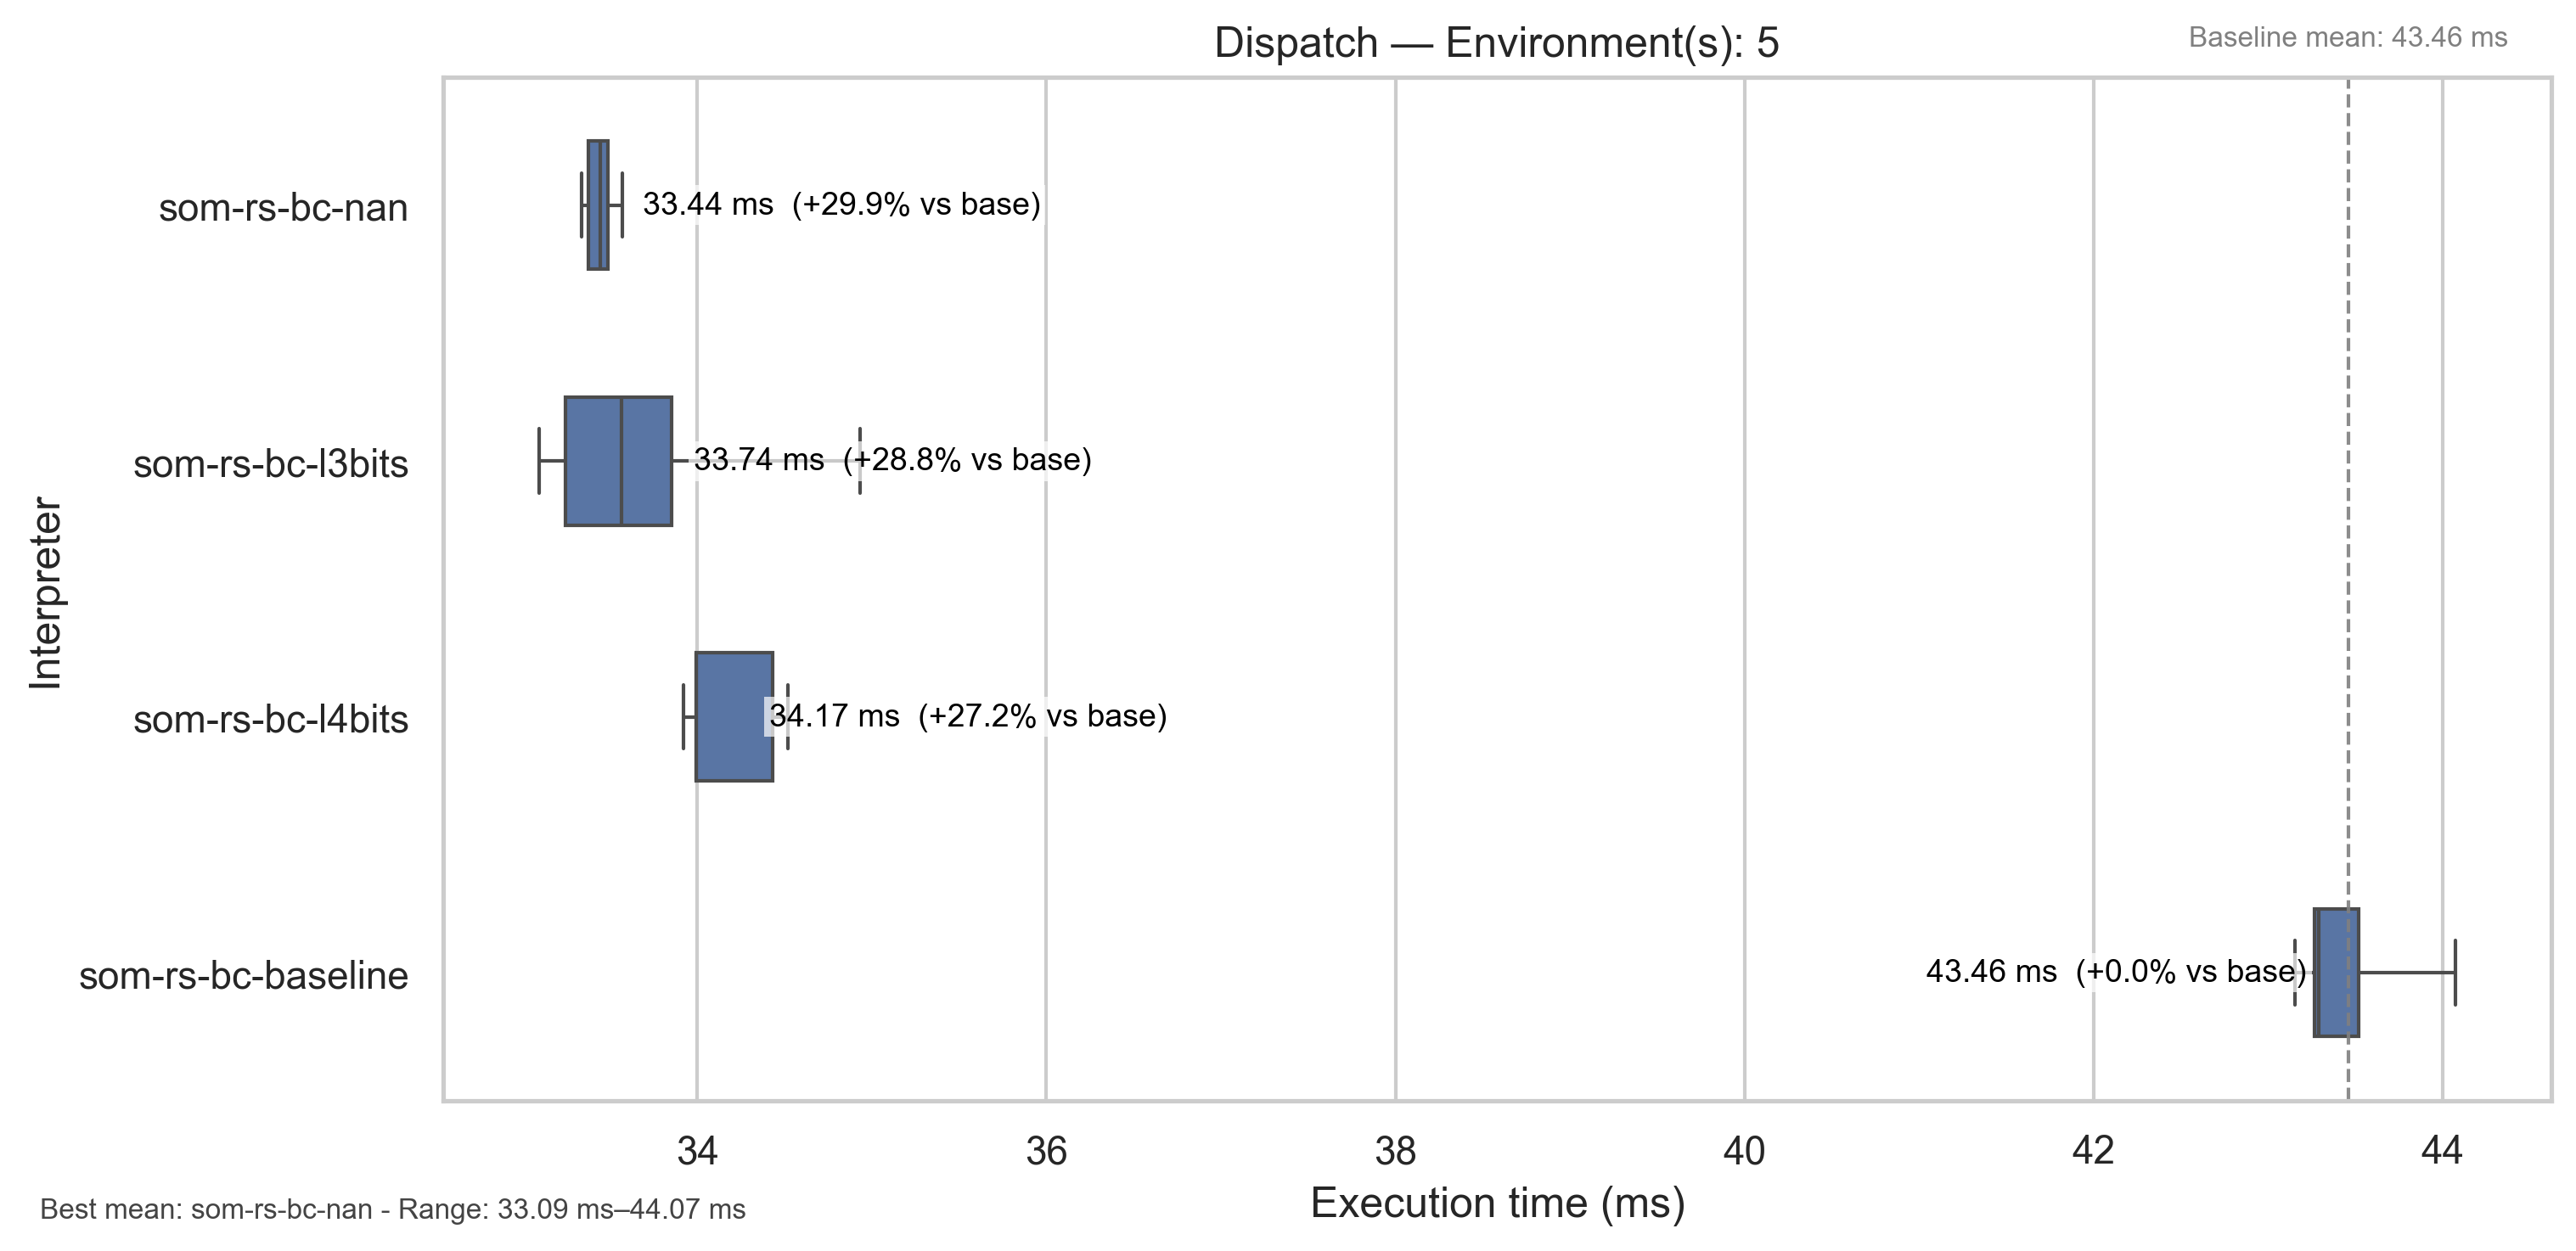 Dispatch — Environment(s): 5
Baseline mean: 43.46 ms
Interpreter
som-rs-bc-nan
33.44 ms (+29.9% vs base)
som-rs-bc-l3bits
33.74 ms (+28.8% vs base)
som-rs-bc-l4bits
34.17 ms (+27.2% vs base)
som-rs-bc-baseline
43.46 ms (+0.0% vs base)
34 36 38 40 42 44
Execution time (ms)
Best mean: som-rs-bc-nan - Range: 33.09 ms–44.07 ms